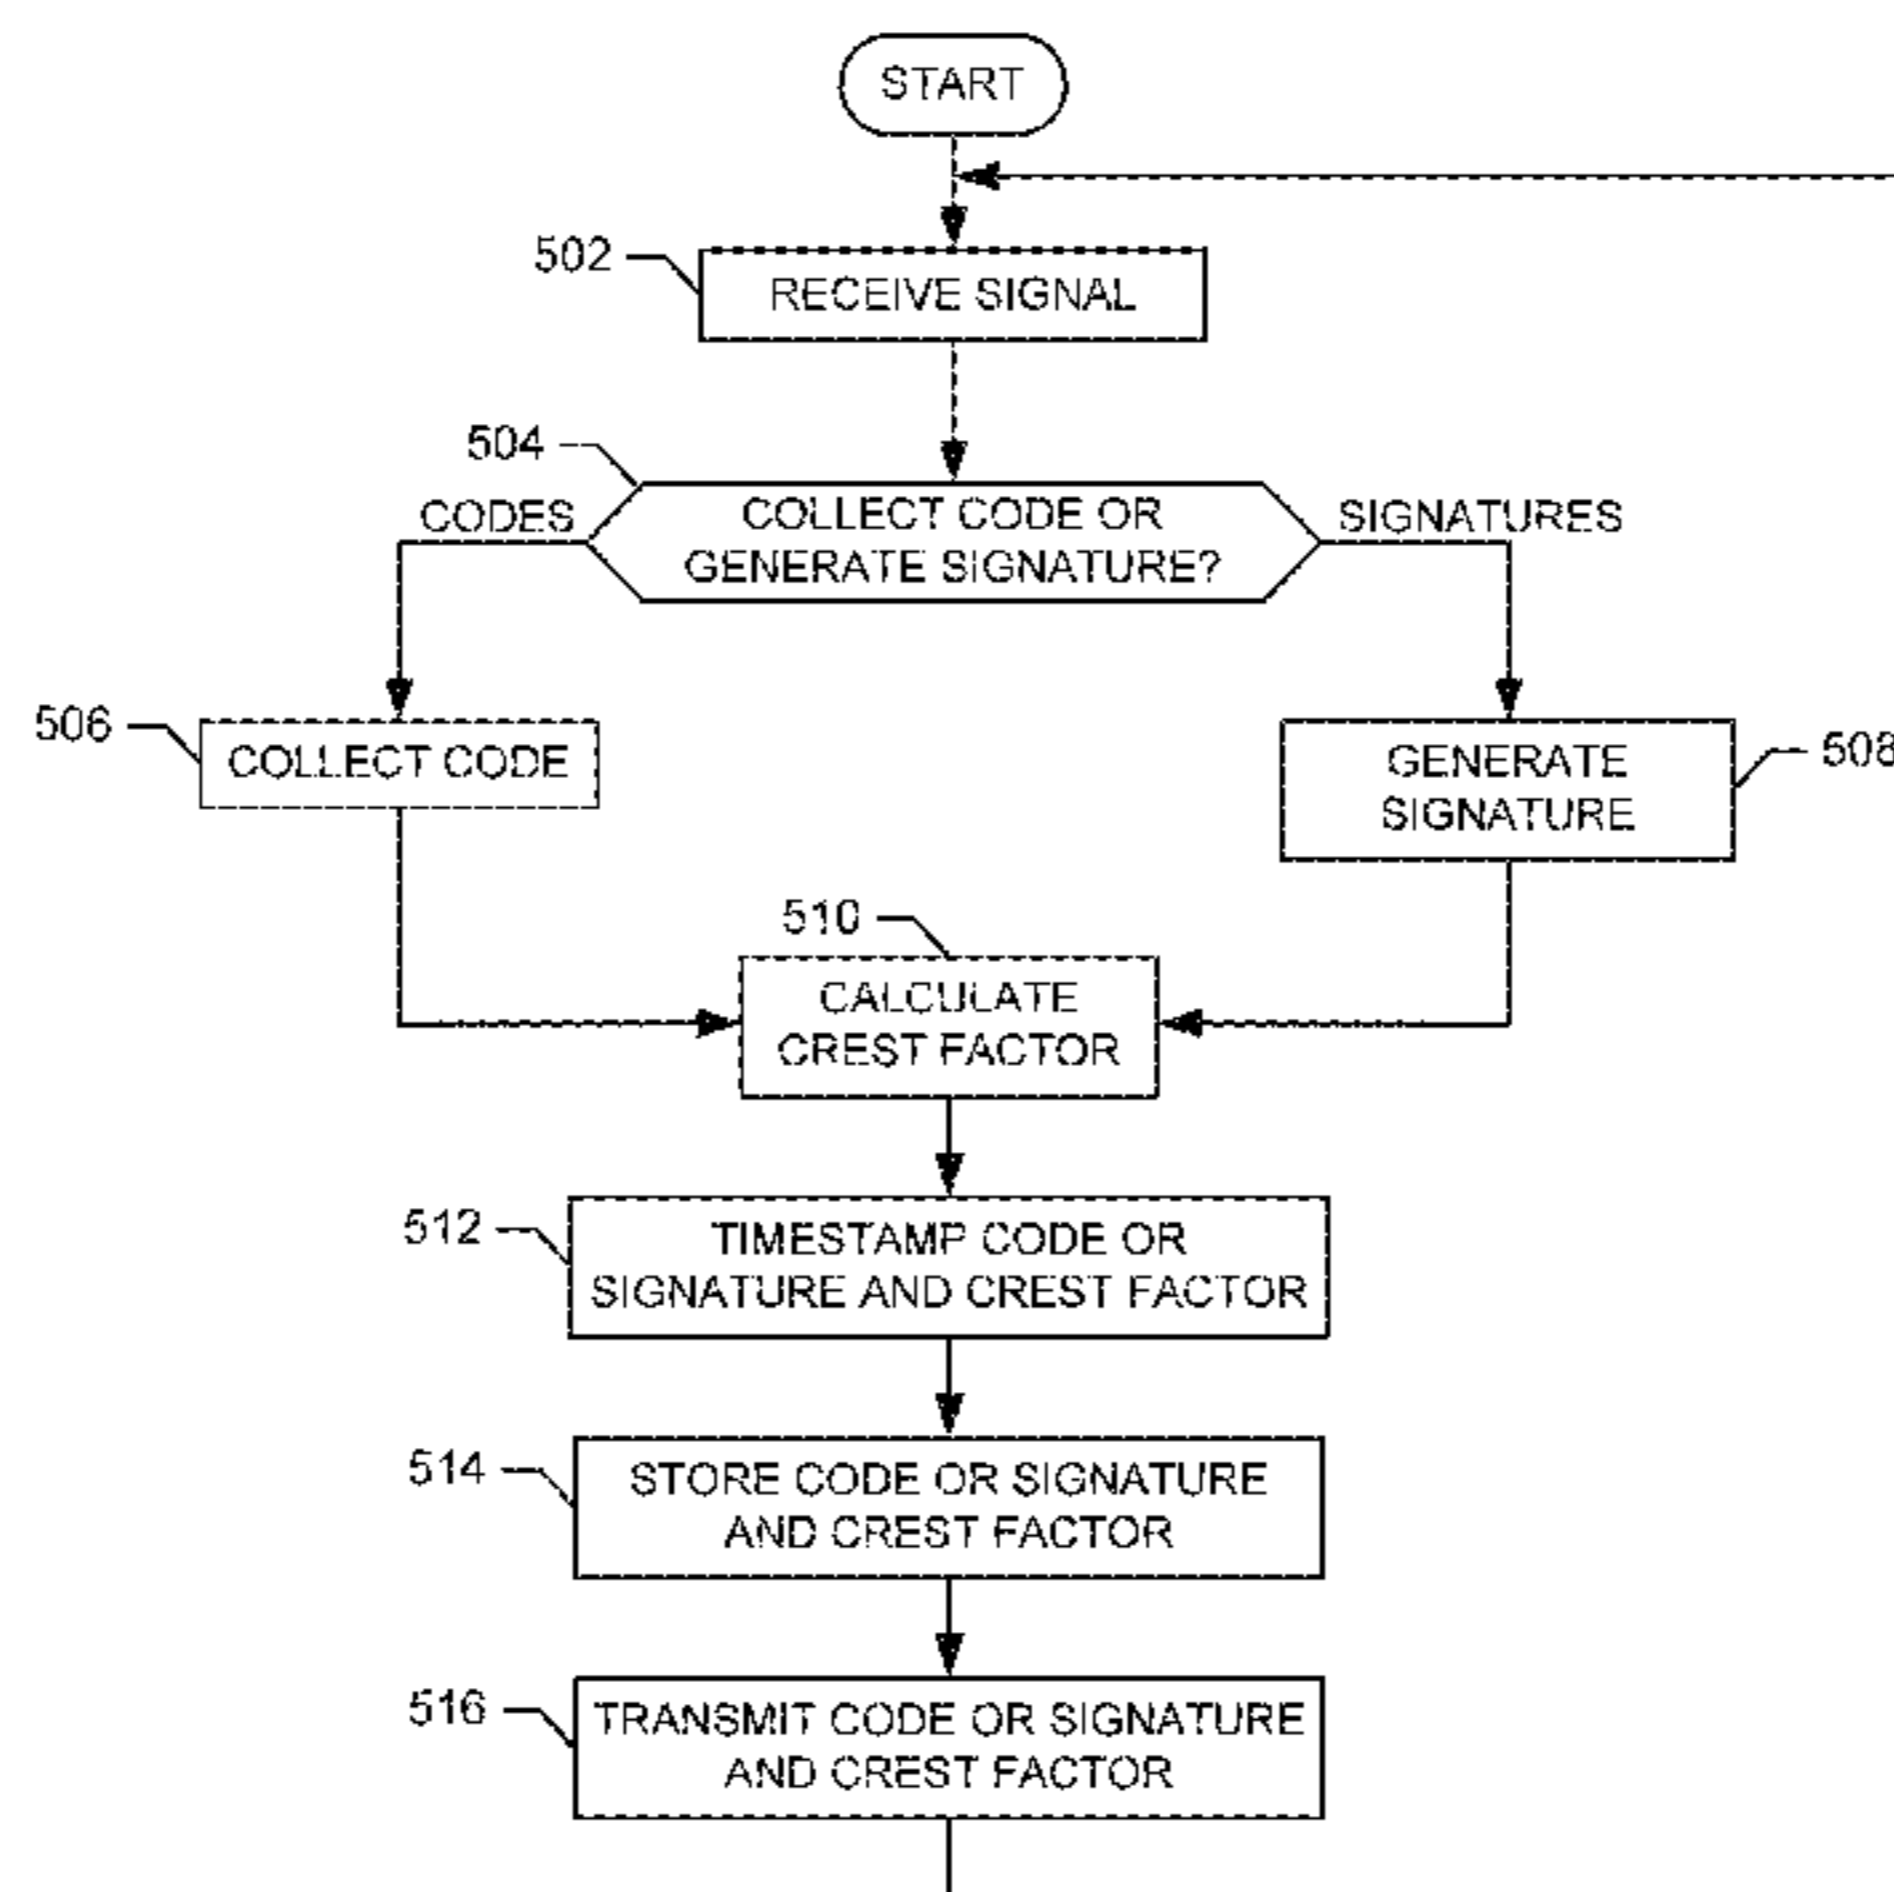 START
502
RECEIVE SIGNAL
504
CODES
COLLECT CODE OR
GENERATE SIGNATURE?
SIGNATURES
506
COLLECT CODE
GENERATE
SIGNATURE
508
510
CALCULATE
CREST FACTOR
512
TIMESTAMP CODE OR
SIGNATURE AND CREST FACTOR
514
STORE CODE OR SIGNATURE
AND CREST FACTOR
516
TRANSMIT CODE OR SIGNATURE
AND CREST FACTOR